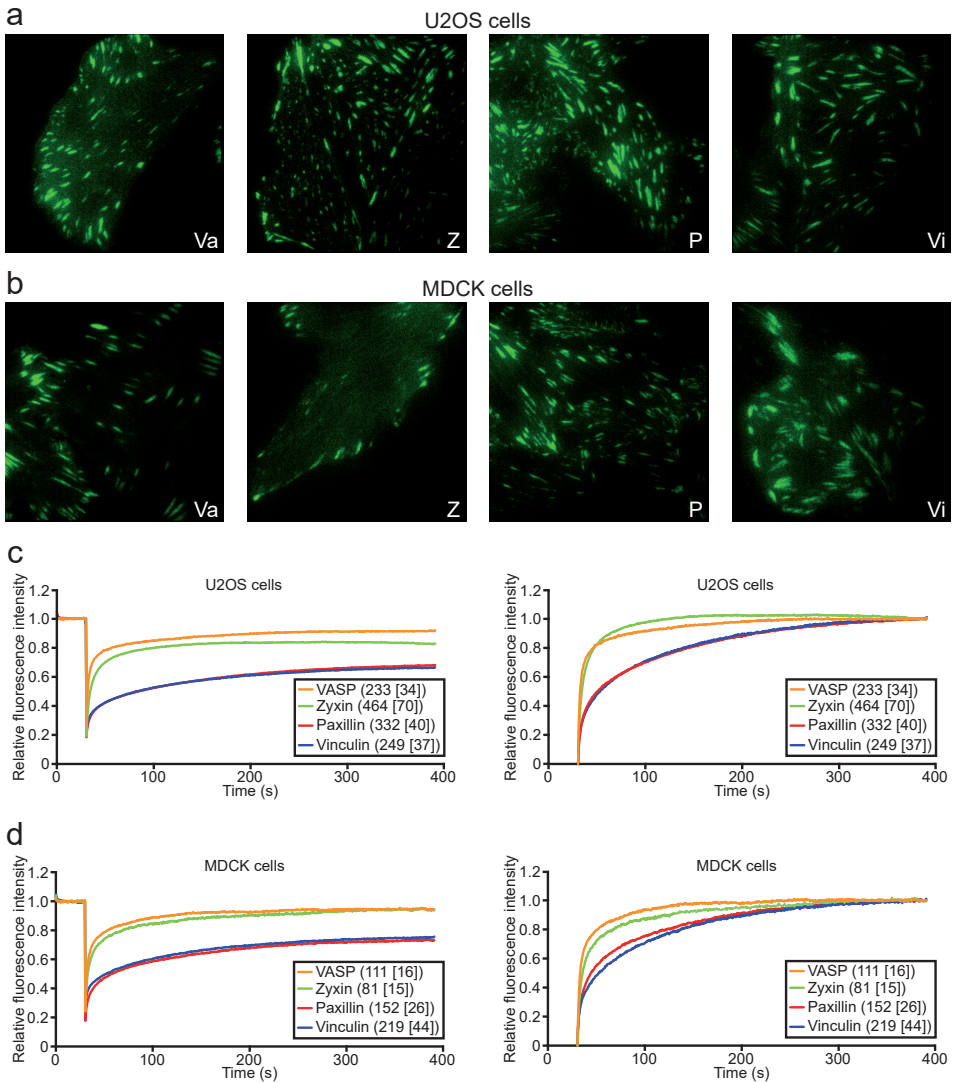 a
U2OS cells
Va
Z
P
Vi
b
MDCK cells
Va
Z
P
Vi
c
U2OS cells
Relative fluorescence intensity
1.2
1.0
0.8
0.6
0.4
0.2
0
VASP (233 [34])
Zyxin (464 [70])
Paxillin (332 [40])
Vinculin (249 [37])
0
100
200
300
400
Time (s)
U2OS cells
Relative fluorescence intensity
1.2
1.0
0.8
0.6
0.4
0.2
0
VASP (233 [34])
Zyxin (464 [70])
Paxillin (332 [40])
Vinculin (249 [37])
0
100
200
300
400
Time (s)
d
MDCK cells
Relative fluorescence intensity
1.2
1.0
0.8
0.6
0.4
0.2
0
VASP (111 [16])
Zyxin (81 [15])
Paxillin (152 [26])
Vinculin (219 [44])
0
100
200
300
400
Time (s)
MDCK cells
Relative fluorescence intensity
1.2
1.0
0.8
0.6
0.4
0.2
0
VASP (111 [16])
Zyxin (81 [15])
Paxillin (152 [26])
Vinculin (219 [44])
0
100
200
300
400
Time (s)